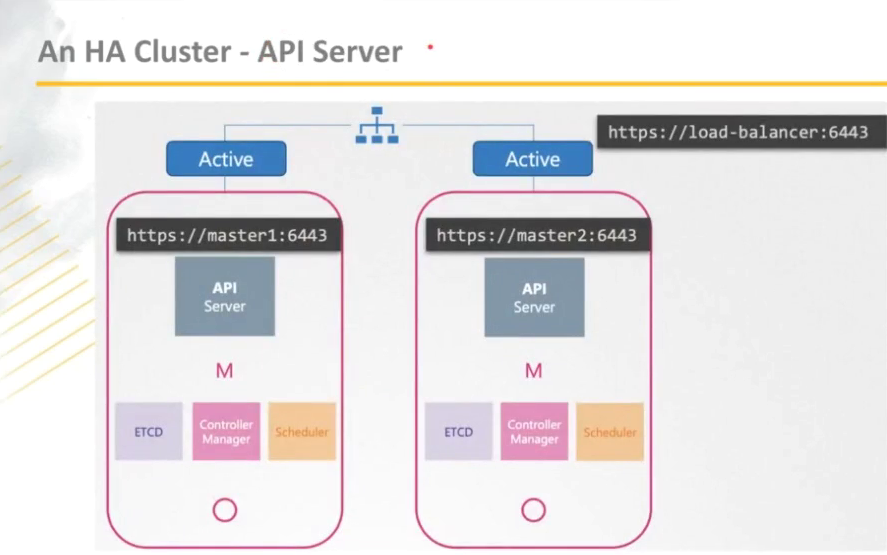 An HA Cluster - API Server
https://load-balancer:6443
Active
Active
https://master1:6443
https://master2:6443
API
Server
API
Server
M
M
ETCD
Controller
Manager
Scheduler
ETCD
Controller
Manager
Scheduler